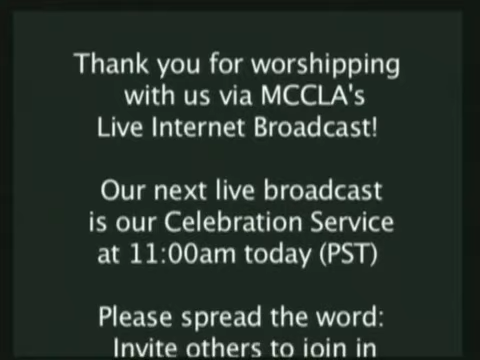 Thank you for worshipping
with us via MCCLA's
Live Internet Broadcast!
Our next live broadcast
is our Celebration Service
at 11:00am today (PST)
Please spread the word:
Invite others to join in